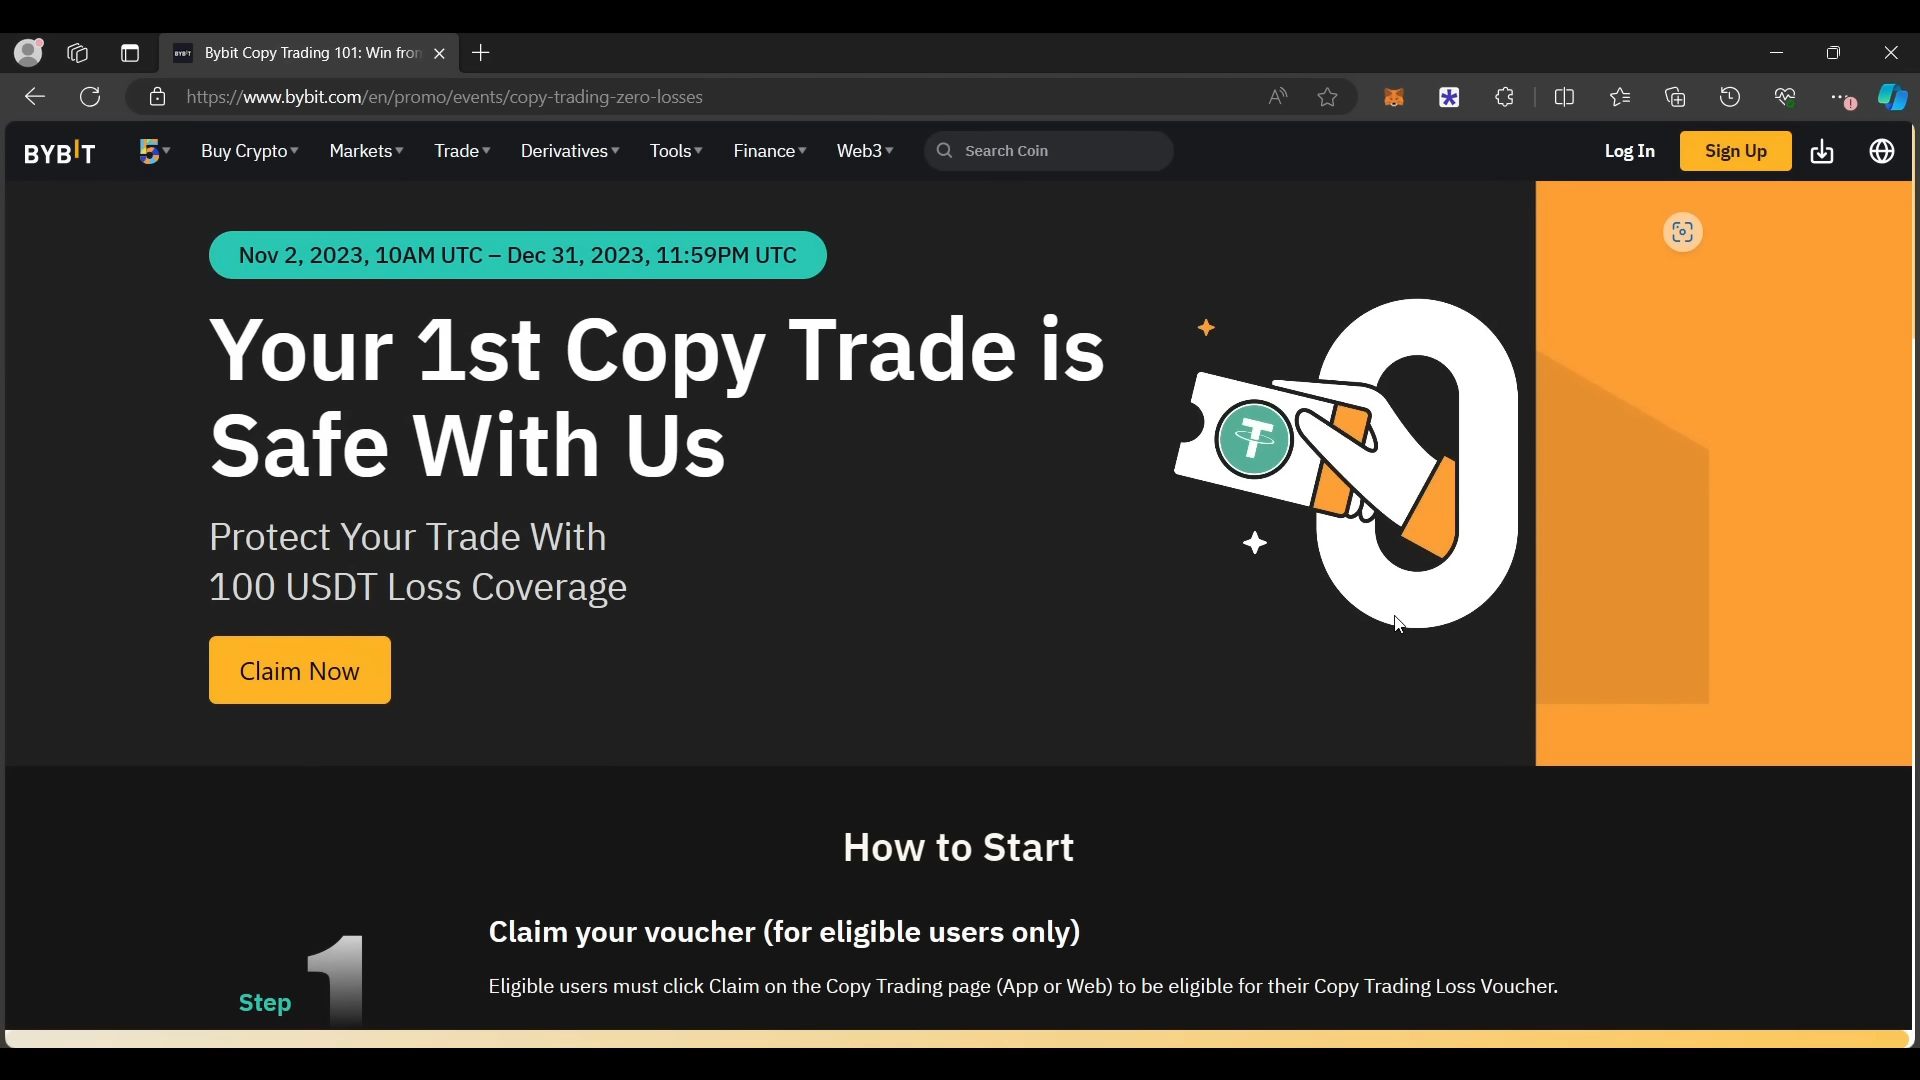 Bybit Copy Trading 101: Win from
https://www.bybit.com/en/promo/events/copy-trading-zero-losses
BYBIT
5
Buy Crypto
Markets
Trade
Derivatives
Tools
Finance
Web3
Search Coin
Log In
Sign Up
Nov 2, 2023, 10AM UTC – Dec 31, 2023, 11:59PM UTC
Your 1st Copy Trade is
Safe With Us
Protect Your Trade With
100 USDT Loss Coverage
Claim Now
How to Start
Step 1
Claim your voucher (for eligible users only)
Eligible users must click Claim on the Copy Trading page (App or Web) to be eligible for their Copy Trading Loss Voucher.